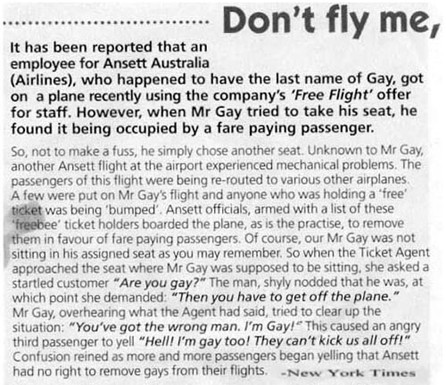 Don't fly me,
It has been reported that an
employee for Ansett Australia
(Airlines), who happened to have the last name of Gay, got
on a plane recently using the company's 'Free Flight' offer
for staff. However, when Mr Gay tried to take his seat, he
found it being occupied by a fare paying passenger.
So, not to make a fuss, he simply chose another seat. Unknown to Mr Gay,
another Ansett flight at the airport experienced mechanical problems. The
passengers of this flight were being re-routed to various other airplanes.
A few were put on Mr Gay's flight and anyone who was holding a 'free'
ticket was being 'bumped'. Ansett officials, armed with a list of these
'freebee' ticket holders boarded the plane, as is the practise, to remove
them in favour of fare paying passengers. Of course, our Mr Gay was not
sitting in his assigned seat as you may remember. So when the Ticket Agent
approached the seat where Mr Gay was supposed to be sitting, she asked a
startled customer "Are you gay?" The man, shyly nodded that he was, at
which point she demanded: "Then you have to get off the plane."
Mr Gay, overhearing what the Agent had said, tried to clear up the
situation: "You've got the wrong man. I'm Gay!" This caused an angry
third passenger to yell "Hell! I'm gay too! They can't kick us all off!"
Confusion reined as more and more passengers began yelling that Ansett
had no right to remove gays from their flights. -New York Times